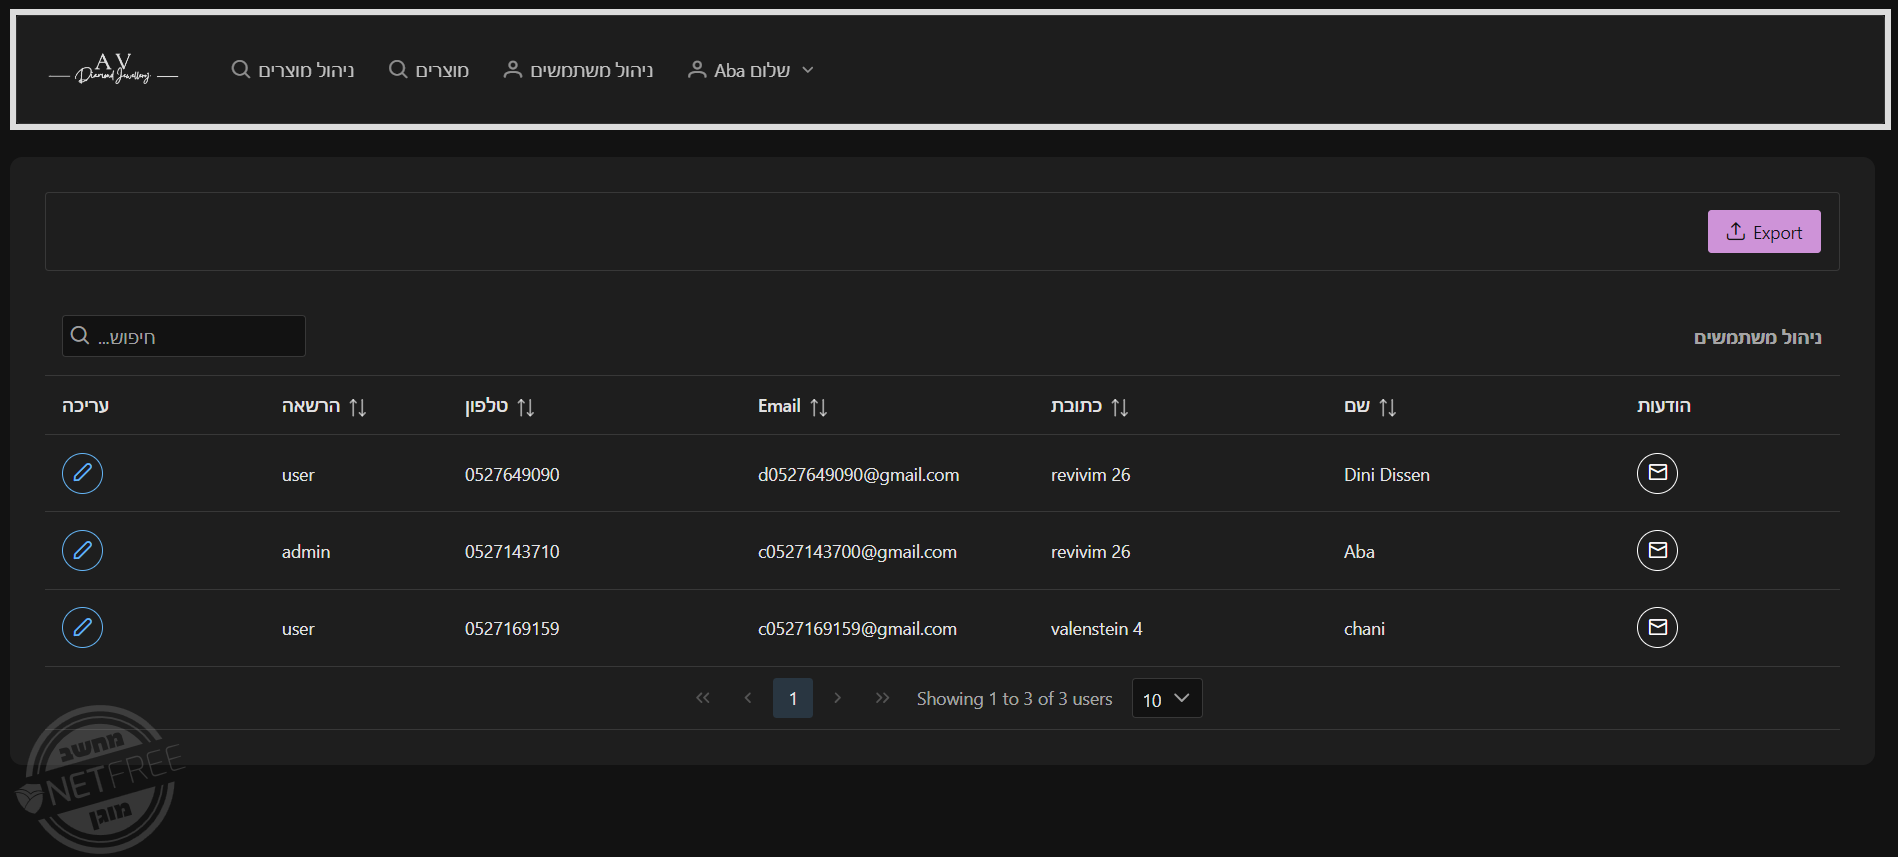 A V
Diamond Jewellery
ניהול מוצרים
מוצרים
ניהול משתמשים
שלום Aba
Export
חיפוש...
ניהול משתמשים
עריכה הרשאה טלפון Email כתובת שם הודעות
user 0527649090 d0527649090@gmail.com revivim 26 Dini Dissen
admin 0527143710 c0527143700@gmail.com revivim 26 Aba
user 0527169159 c0527169159@gmail.com valenstein 4 chani
1 Showing 1 to 3 of 3 users 10
מחשב
NETFREE
מוגן